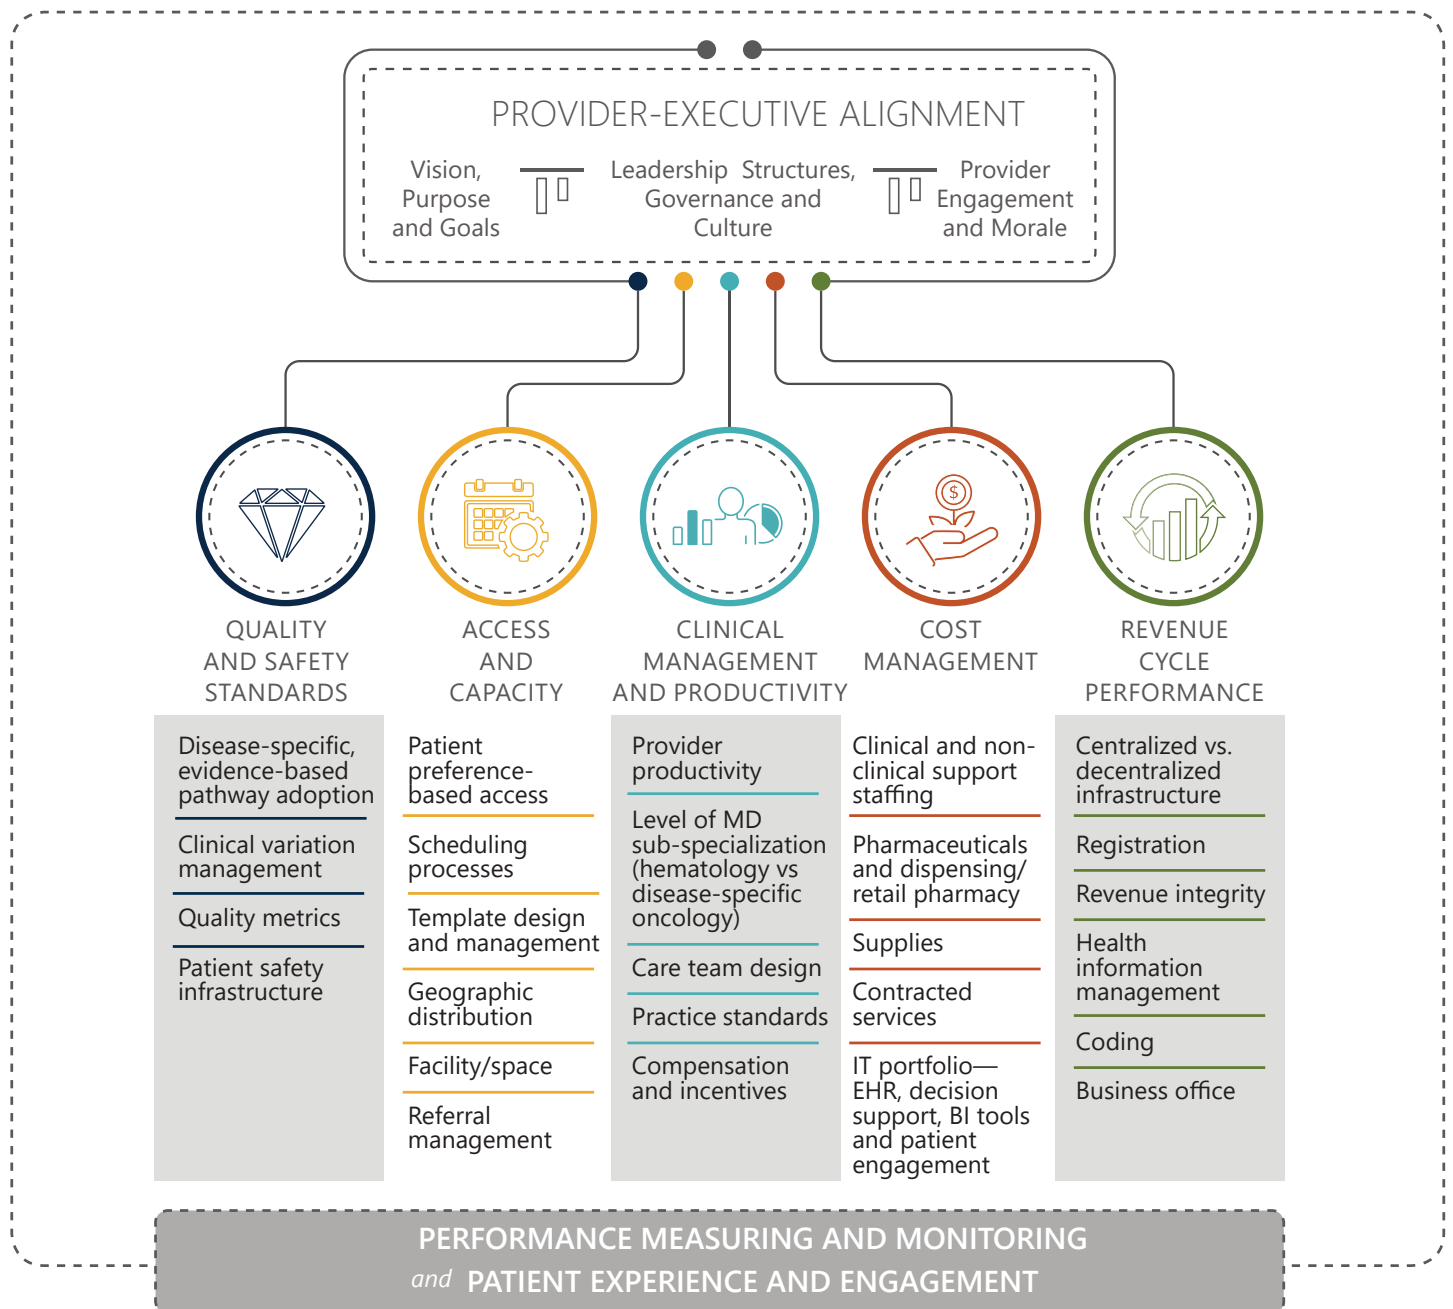 PROVIDER-EXECUTIVE ALIGNMENT
Vision,
Purpose
and Goals
Leadership Structures,
Governance and
Culture
Provider
Engagement
and Morale
$
QUALITY
AND SAFETY
STANDARDS
Disease-specific,
evidence-based
pathway adoption
Clinical variation
management
Quality metrics
Patient safety
infrastructure
ACCESS
AND
CAPACITY
Patient
preference-
based access
Scheduling
processes
Template design
and management
Geographic
distribution
Facility/space
Referral
management
CLINICAL
MANAGEMENT
AND PRODUCTIVITY
Provider
productivity
Level of MD
sub-specialization
(hematology vs
disease-specific
oncology)
Care team design
Practice standards
Compensation
and incentives
COST
MANAGEMENT
Clinical and non-
clinical support
staffing
Pharmaceuticals
and dispensing/
retail pharmacy
Supplies
Contracted
services
IT portfolio—
EHR, decision
support, BI tools
and patient
engagement
REVENUE
CYCLE
PERFORMANCE
Centralized vs.
decentralized
infrastructure
Registration
Revenue integrity
Health
information
management
Coding
Business office
PERFORMANCE MEASURING AND MONITORING
and PATIENT EXPERIENCE AND ENGAGEMENT